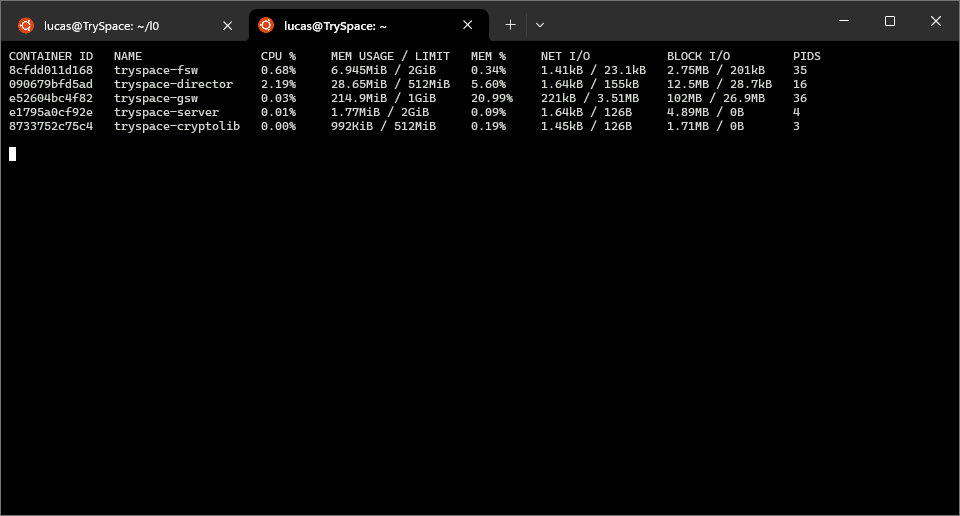 lucas@TrySpace: ~/l0 lucas@TrySpace: ~
CONTAINER ID NAME CPU % MEM USAGE / LIMIT MEM % NET I/O BLOCK I/O PIDS
8cfdd011d168 tryspace-fsw 0.68% 6.945MiB / 2GiB 0.34% 1.41kB / 23.1kB 2.75MB / 201kB 35
090679bfd5ad tryspace-director 2.19% 28.65MiB / 512MiB 5.60% 1.64kB / 155kB 12.5MB / 28.7kB 16
e52604bc4f82 tryspace-gsw 0.03% 214.9MiB / 1GiB 20.99% 221kB / 3.51MB 102MB / 26.9MB 36
e1795a0cf92e tryspace-server 0.01% 1.77MiB / 2GiB 0.09% 1.64kB / 126B 4.89MB / 0B 4
8733752c75c4 tryspace-cryptolib 0.00% 992KiB / 512MiB 0.19% 1.45kB / 126B 1.71MB / 0B 3